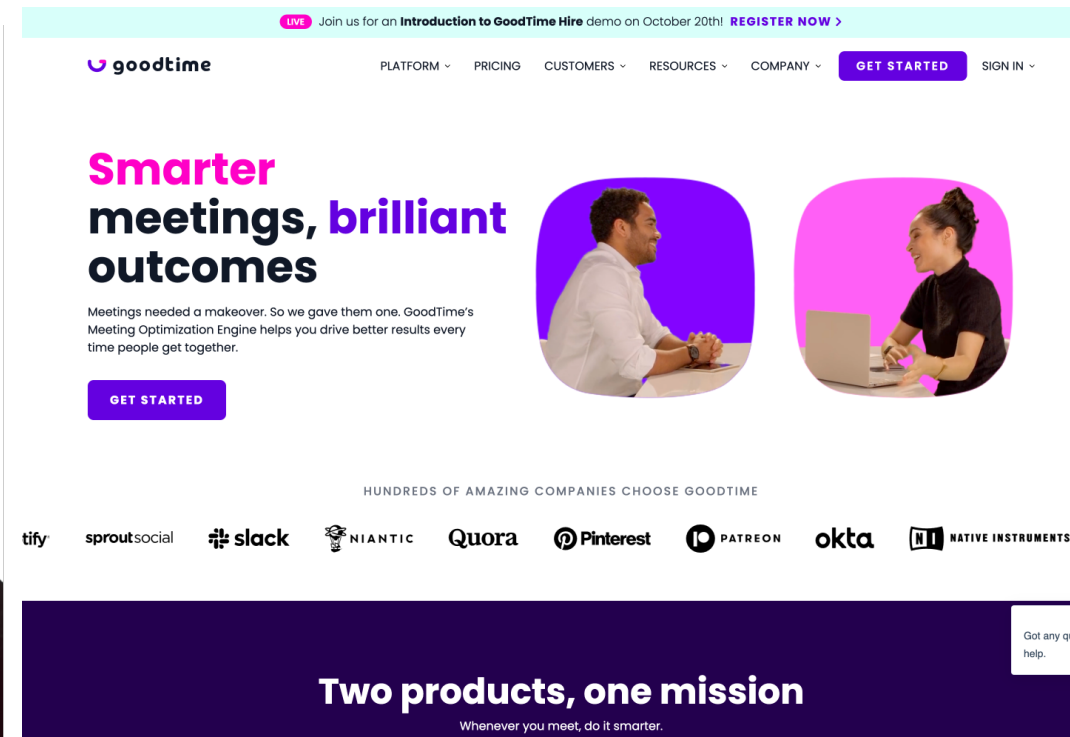 LIVE Join us for an Introduction to GoodTime Hire demo on October 20th! REGISTER NOW >
goodtime
PLATFORM PRICING CUSTOMERS RESOURCES COMPANY GET STARTED SIGN IN
Smarter
meetings, brilliant
outcomes
Meetings needed a makeover. So we gave them one. GoodTime's
Meeting Optimization Engine helps you drive better results every
time people get together.
GET STARTED
HUNDREDS OF AMAZING COMPANIES CHOOSE GOODTIME
tify sproutsocial slack NIANTIC Quora Pinterest PATREON okta NI NATIVE INSTRUMENTS
Got any qu
help.
Two products, one mission
Whenever you meet, do it smarter.